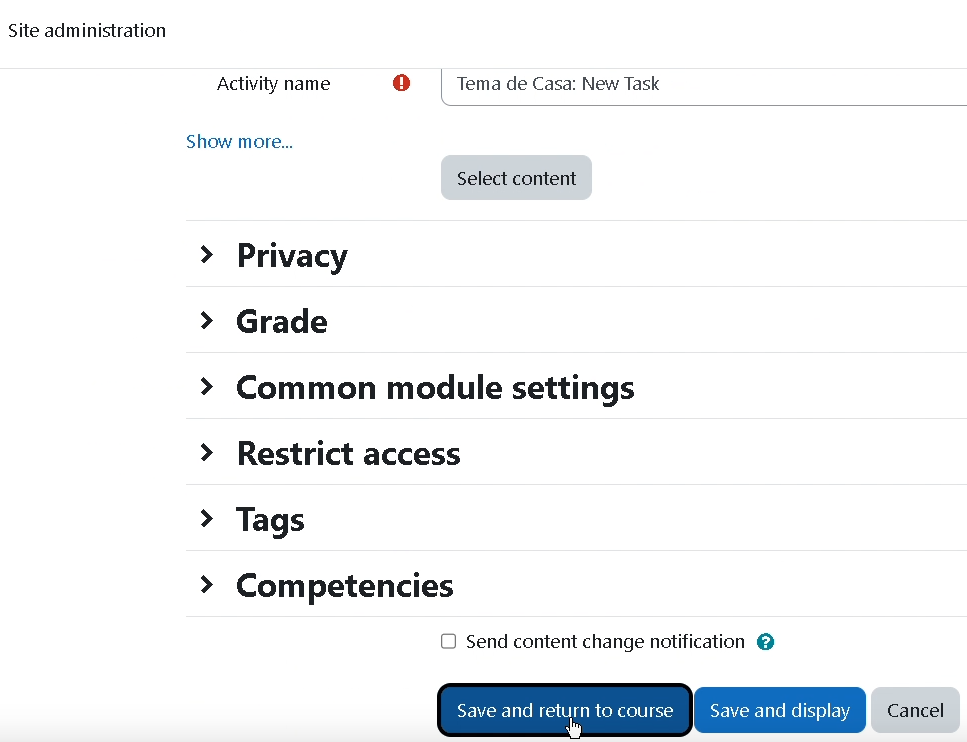 Site administration
Activity name
Tema de Casa: New Task
Show more...
Select content
Privacy
Grade
Common module settings
Restrict access
Tags
Competencies
Send content change notification
Save and return to course
Save and display
Cancel